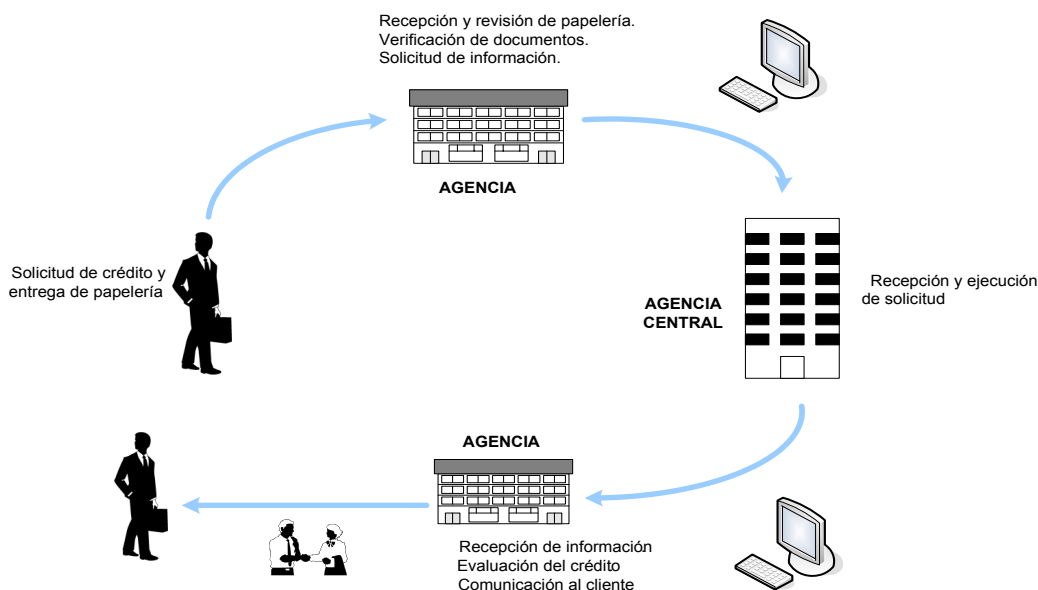 Recepción y revisión de papelería.
Verificación de documentos.
Solicitud de información.
AGENCIA
Solicitud de crédito y
entrega de papelería
AGENCIA
CENTRAL
Recepción y ejecución
de solicitud
AGENCIA
Recepción de información
Evaluación del crédito
Comunicación al cliente